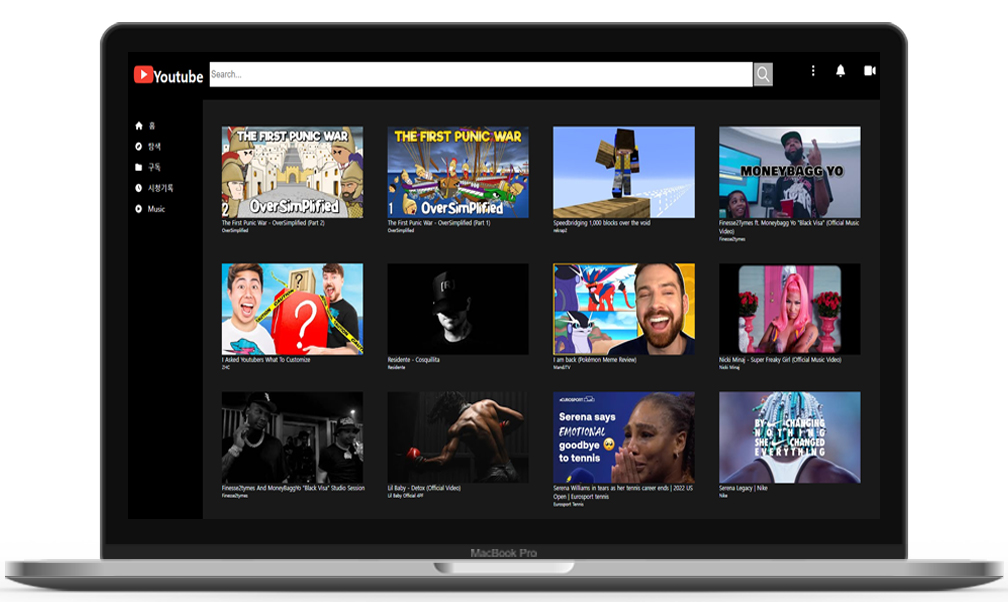 Youtube
Search...
홈
탐색
구독
시청기록
Music
THE FIRST PUNIC WAR
2
OverSimplified
The First Punic War - OverSimplified (Part 2)
OverSimplified
THE FIRST PUNIC WAR
1
OverSimplified
The First Punic War - OverSimplified (Part 1)
OverSimplified
Speedbridging 1,000 blocks over the void
rekrap2
MONEYBAGG YO
Finesse2Tymes ft. Moneybagg Yo "Black Visa" (Official Music
Video)
Finesse2tymes
?
?
I Asked Youtubers What To Customize
ZHC
Residente - Cosquillita
Residente
I am back (Pokémon Meme Review)
MandJTV
Nicki Minaj - Super Freaky Girl (Official Music Video)
Nicki Minaj
Finesse2tymes And MoneyBaggYo "Black Visa" Studio Session
Finesse2tymes
Lil Baby - Detox (Official Video)
Lil Baby Official 4PF
EUROSPORT
Serena says
EMOTIONAL
goodbye
to tennis
Serena Williams in tears as her tennis career ends | 2022 US
Open | Eurosport tennis
Eurosport Tennis
BY CHANGING
NOTHING
SHE CHANGED
EVERYTHING
Serena Legacy | Nike
Nike
MacBook Pro